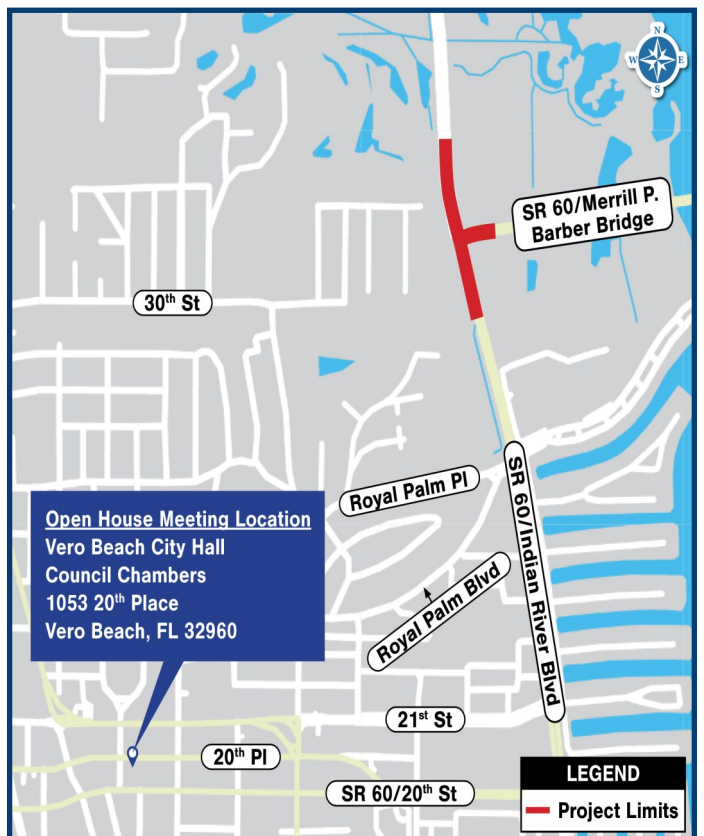 N
W E
S
SR 60/Merrill P.
Barber Bridge
30th St
Royal Palm Pl
SR 60/Indian River Blvd
Open House Meeting Location
Vero Beach City Hall
Council Chambers
1053 20th Place
Vero Beach, FL 32960
Royal Palm Blvd
21st St
20th Pl
SR 60/20th St
LEGEND
Project Limits